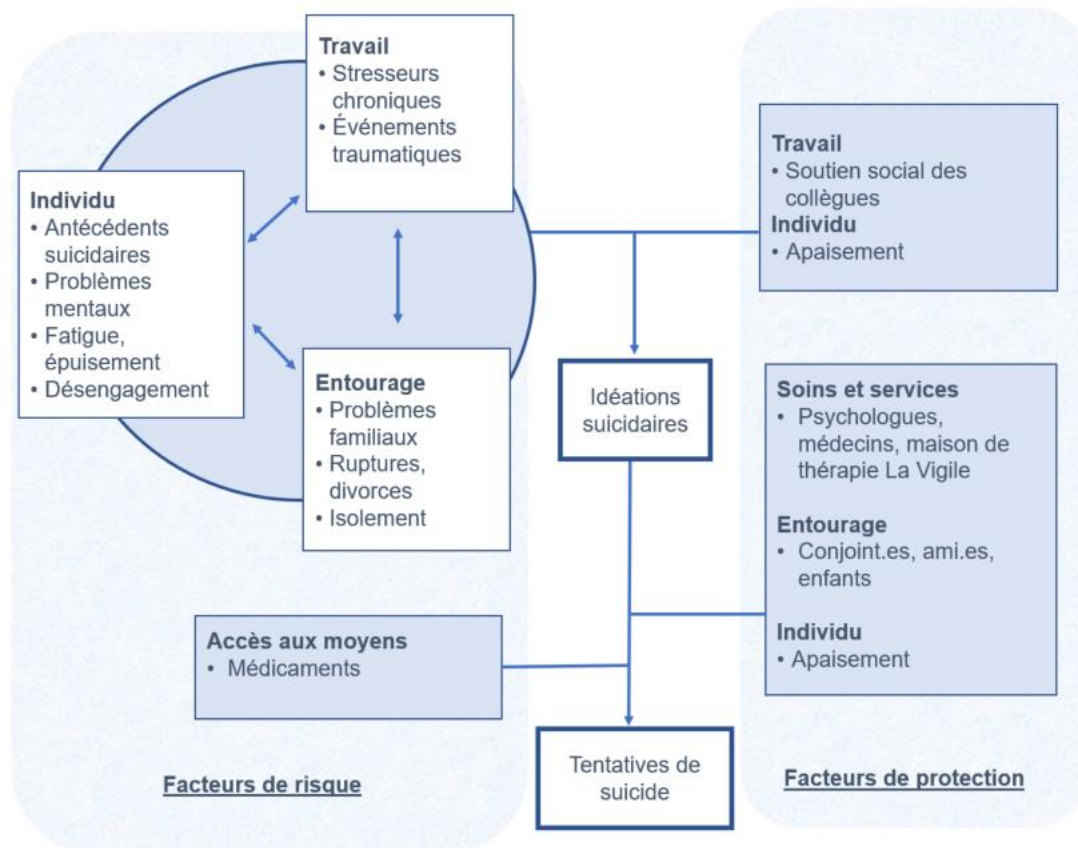 Travail
• Stresseurs
chroniques
• Événements
traumatiques
Individu
• Antécédents
suicidaires
• Problèmes
mentaux
• Fatigue,
épuisement
• Désengagement
Entourage
• Problèmes
familiaux
• Ruptures,
divorces
• Isolement
Accès aux moyens
• Médicaments
Facteurs de risque
Idéations
suicidaires
Tentatives de
suicide
Travail
• Soutien social des
collègues
Individu
• Apaisement
Soins et services
• Psychologues,
médecins, maison de
thérapie La Vigile
Entourage
• Conjoint.es, ami.es,
enfants
Individu
• Apaisement
Facteurs de protection